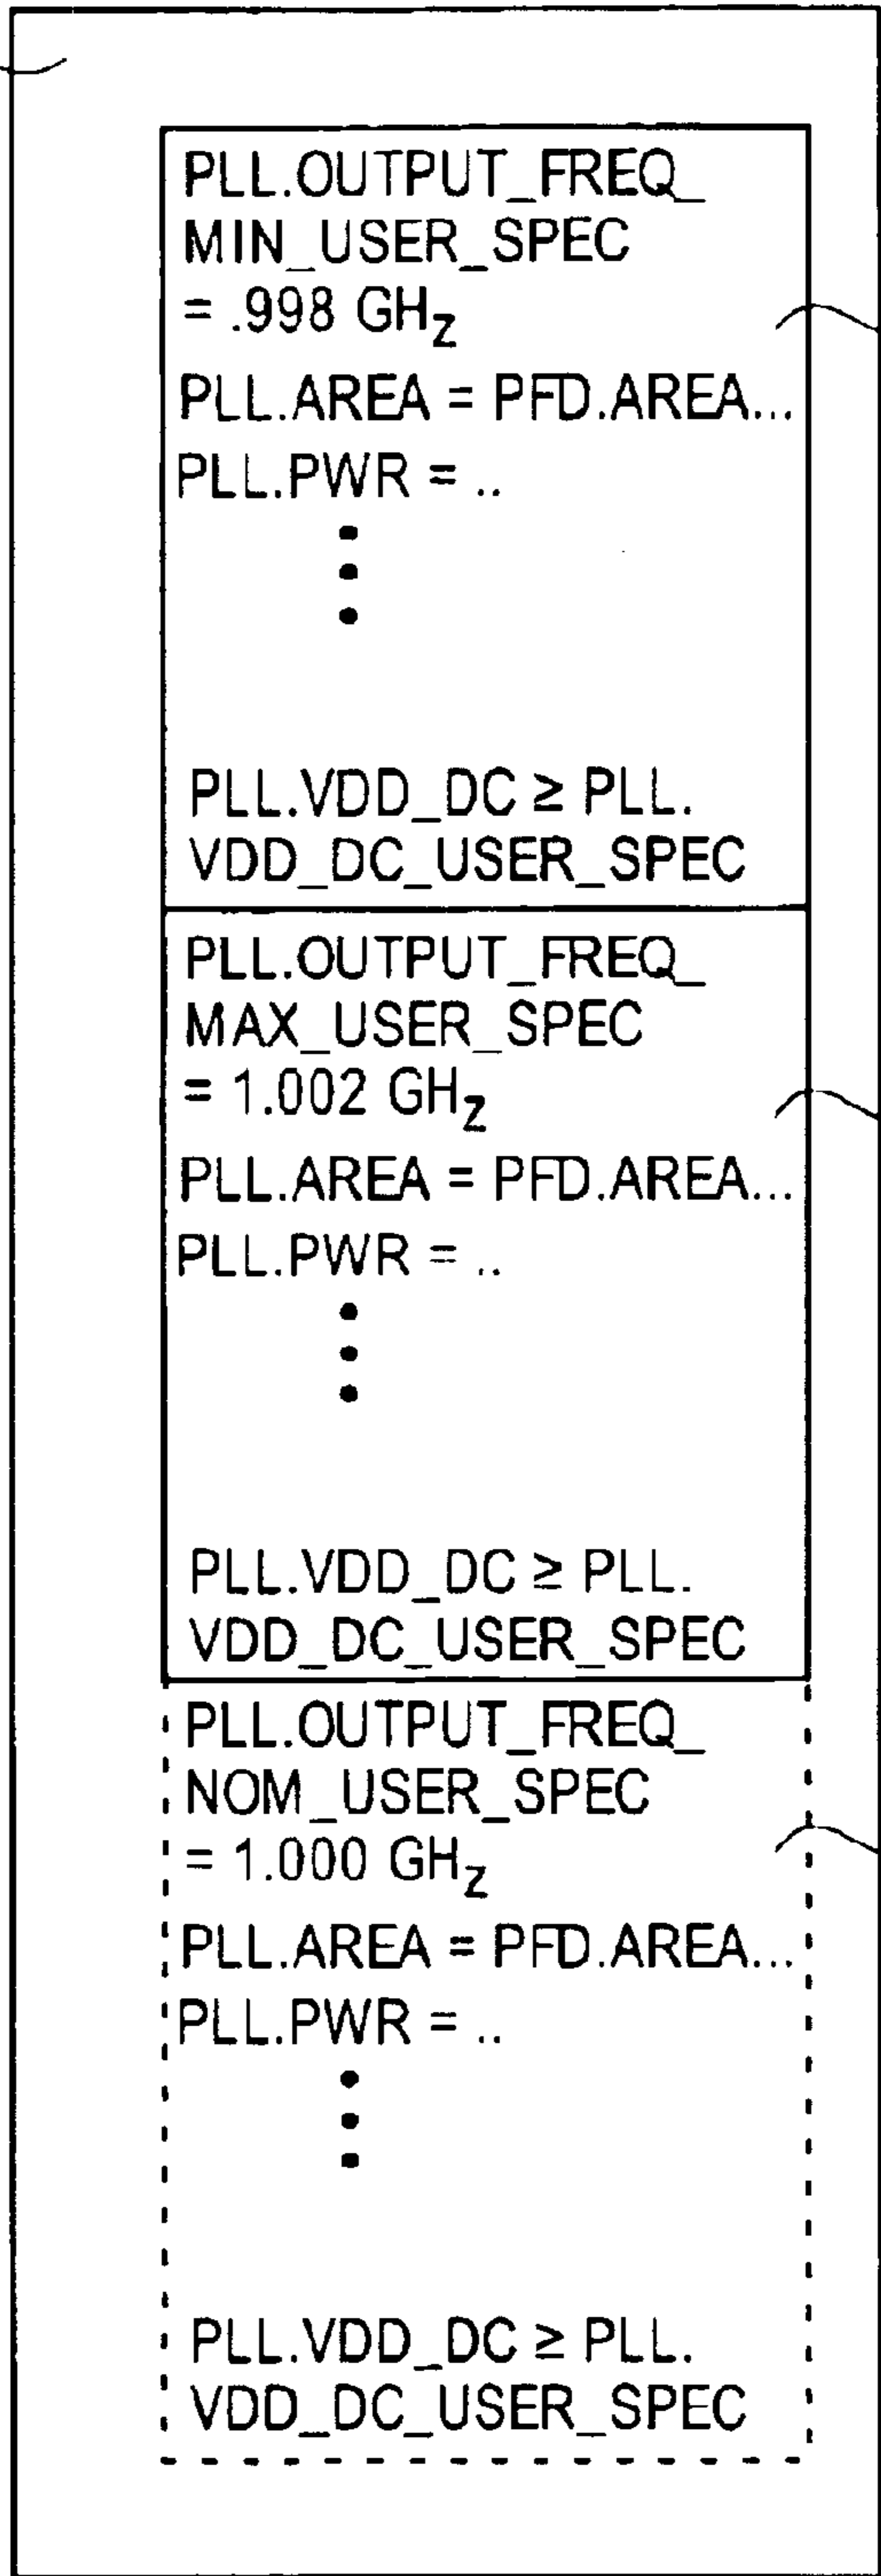 PLL.OUTPUT_FREQ_
MIN_USER_SPEC
= .998 GHz
PLL.AREA = PFD.AREA...
PLL.PWR = ..
PLL.VDD_DC ≥ PLL.
VDD_DC_USER_SPEC
PLL.OUTPUT_FREQ_
MAX_USER_SPEC
= 1.002 GHz
PLL.AREA = PFD.AREA...
PLL.PWR = ..
PLL.VDD_DC ≥ PLL.
VDD_DC_USER_SPEC
PLL.OUTPUT_FREQ_
NOM_USER_SPEC
= 1.000 GHz
PLL.AREA = PFD.AREA...
PLL.PWR = ..
PLL.VDD_DC ≥ PLL.
VDD_DC_USER_SPEC